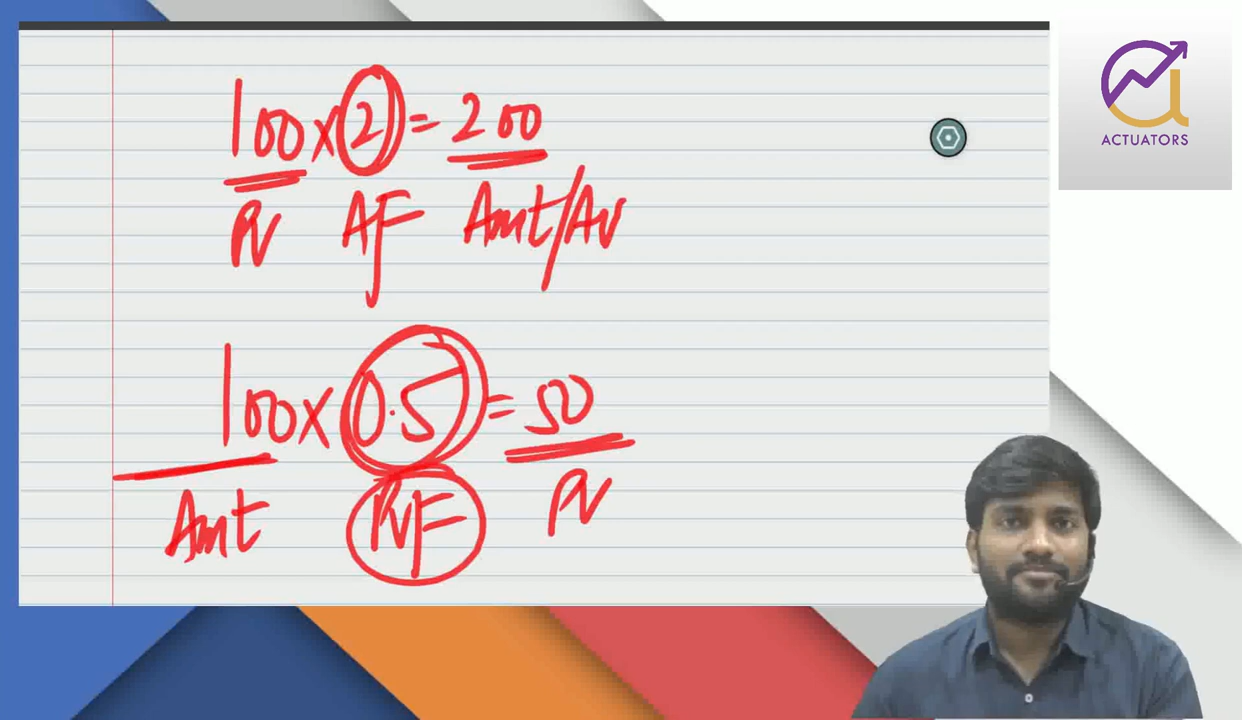 100 × 2 = 200
PV AF Amt/AV
100 × 0.5 = 50
Amt PVF PV
ACTUATORS